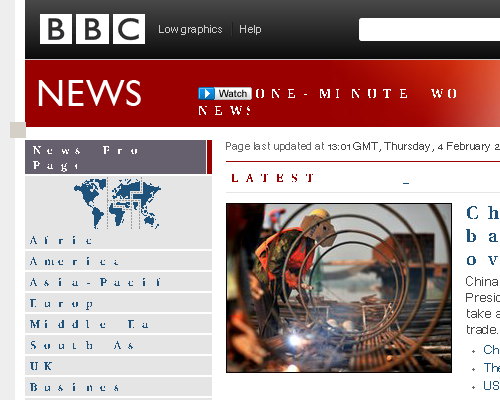 BBC Low graphics Help
NEWS
Watch ONE-MINUTE WO
NEWS
News Fro
Page
Page last updated at 13:01 GMT, Thursday, 4 February 2
LATEST
Afric
America
Asia-Pacif
Europ
Middle Ea
South As
UK
Busines
Ch
ba
ov
China
Presid
take a
trade.
Ch
The
US